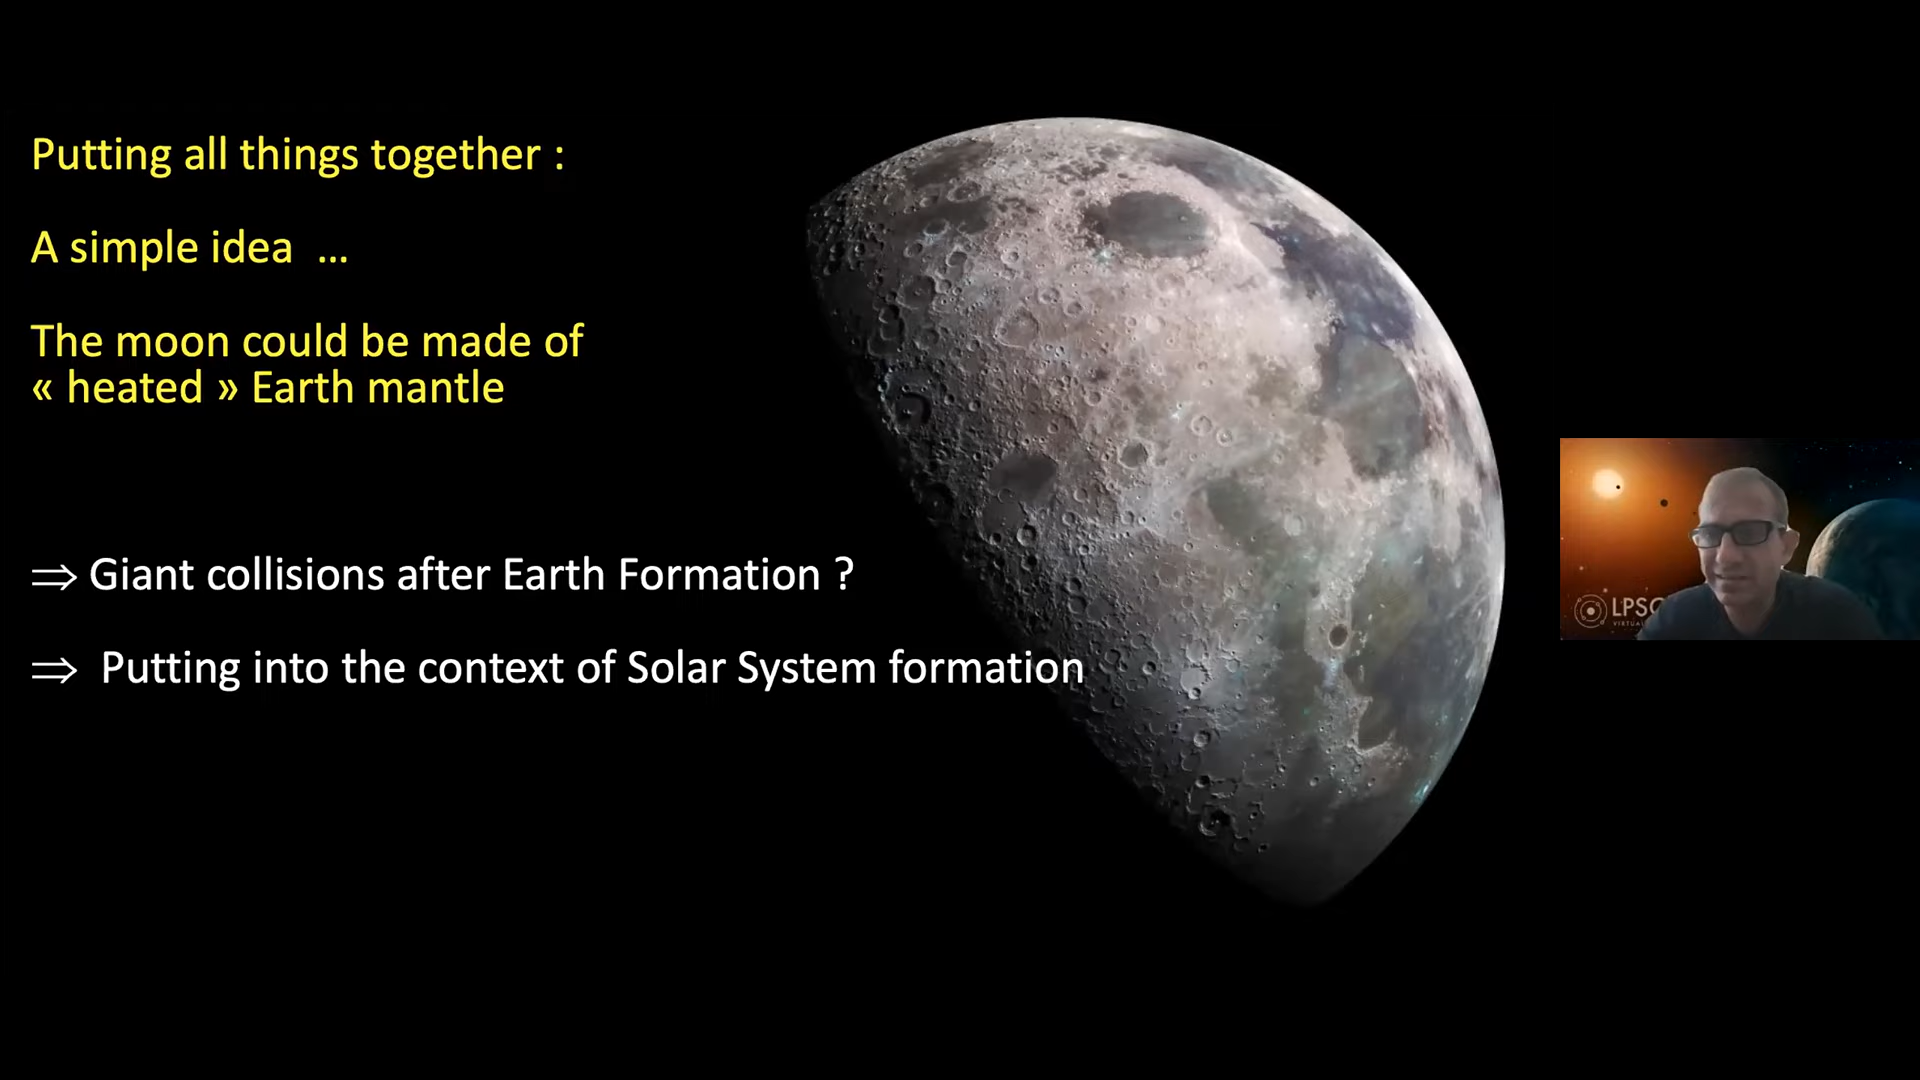 Putting all things together :
A simple idea ...
The moon could be made of
« heated » Earth mantle
⇒ Giant collisions after Earth Formation ?
⇒ Putting into the context of Solar System formation